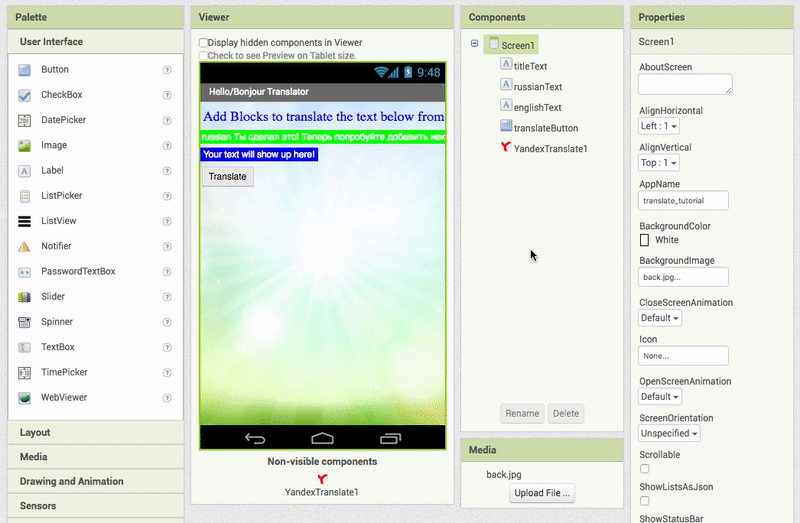 Palette
User Interface
Button
CheckBox
DatePicker
Image
Label
ListPicker
ListView
Notifier
PasswordTextBox
Slider
Spinner
TextBox
TimePicker
WebViewer
Layout
Media
Drawing and Animation
Sensors
Viewer
Display hidden components in Viewer
Check to see Preview on Tablet size.
9:48
Hello/Bonjour Translator
Add Blocks to translate the text below from
russian Ты сделал это! Теперь попробуйте добавить нек
Your text will show up here!
Translate
Non-visible components
YandexTranslate1
Components
Screen1
titleText
russianText
englishText
translateButton
YandexTranslate1
Rename
Delete
Media
back.jpg
Upload File ...
Properties
Screen1
AboutScreen
AlignHorizontal
Left : 1
AlignVertical
Top : 1
AppName
translate_tutorial
BackgroundColor
White
BackgroundImage
back.jpg...
CloseScreenAnimation
Default
Icon
None...
OpenScreenAnimation
Default
ScreenOrientation
Unspecified
Scrollable
ShowListsAsJson
ShowStatusBar